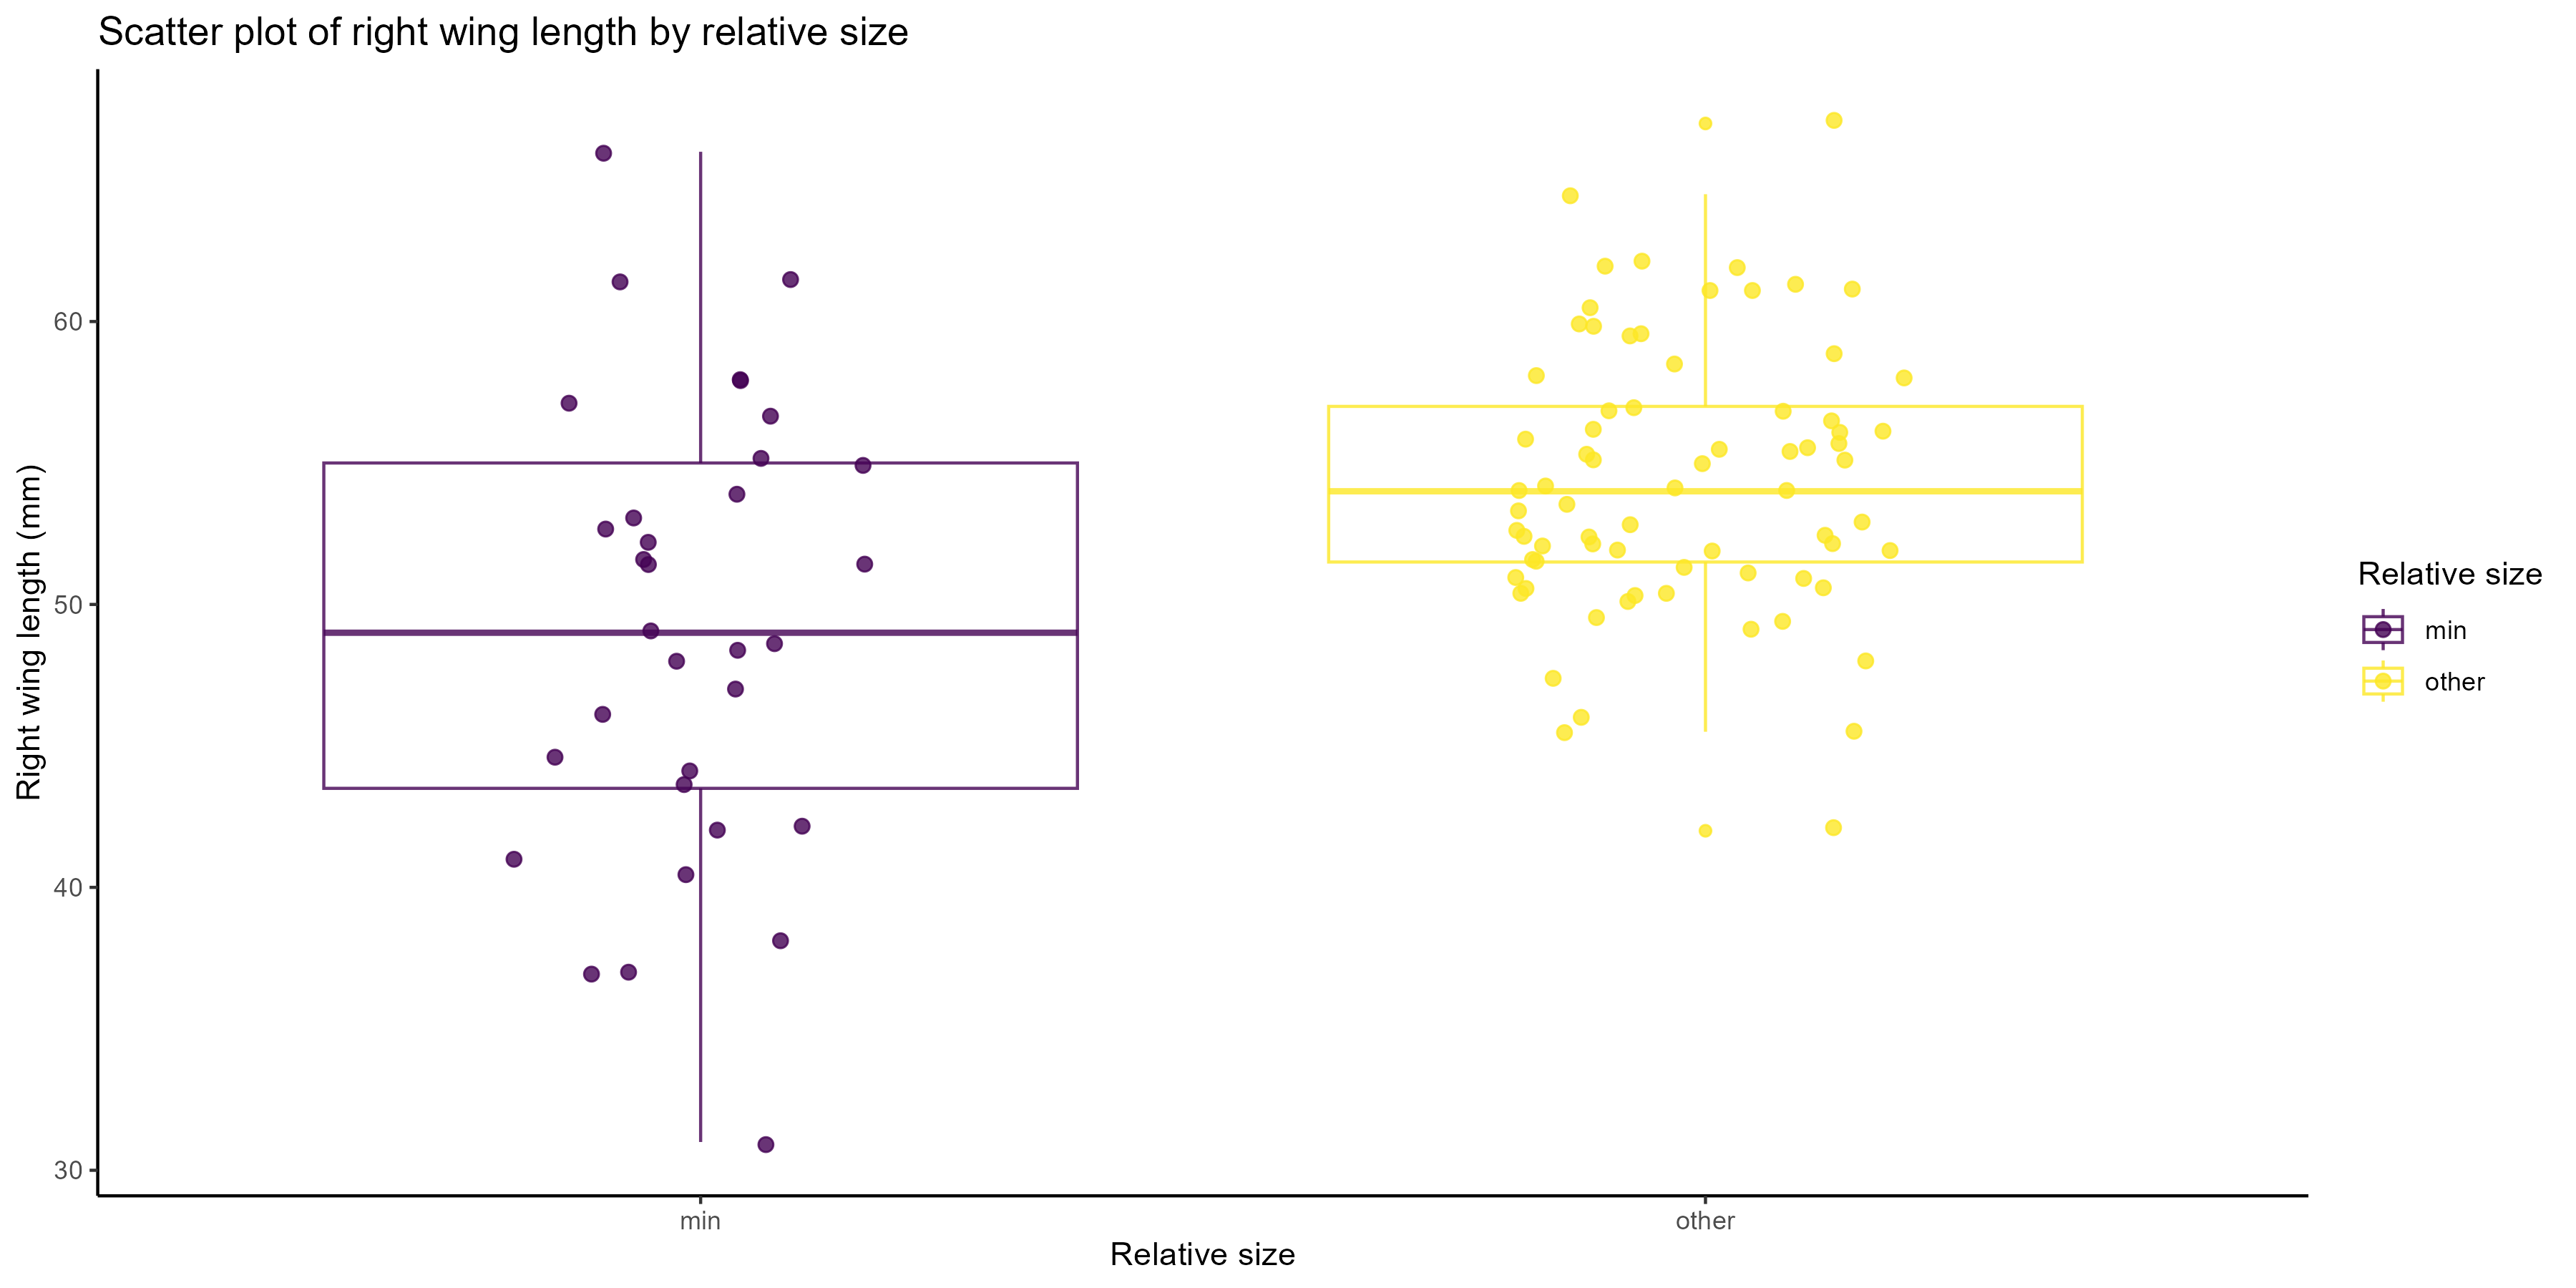 Scatter plot of right wing length by relative size
Right wing length (mm)
60
50
40
30
min
other
Relative size
Relative size
min
other